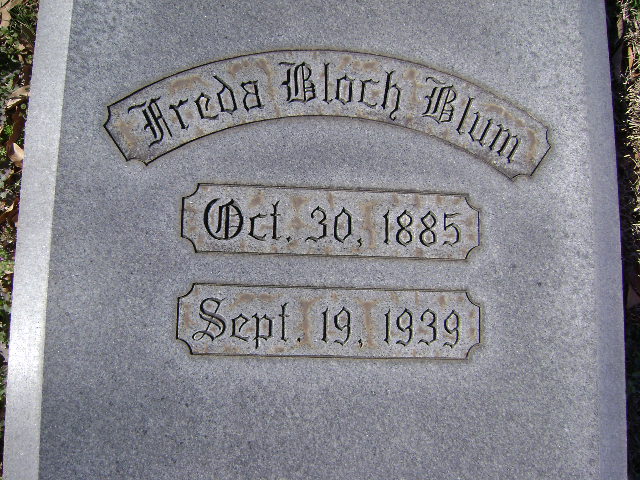 Freda Bloch Blum
Oct. 30, 1885
Sept. 19, 1939